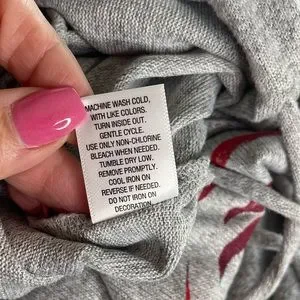 MACHINE WASH COLD,
WITH LIKE COLORS.
TURN INSIDE OUT.
GENTLE CYCLE.
USE ONLY NON-CHLORINE
BLEACH WHEN NEEDED.
TUMBLE DRY LOW.
REMOVE PROMPTLY.
COOL IRON ON
REVERSE IF NEEDED.
DO NOT IRON ON
DECORATION.